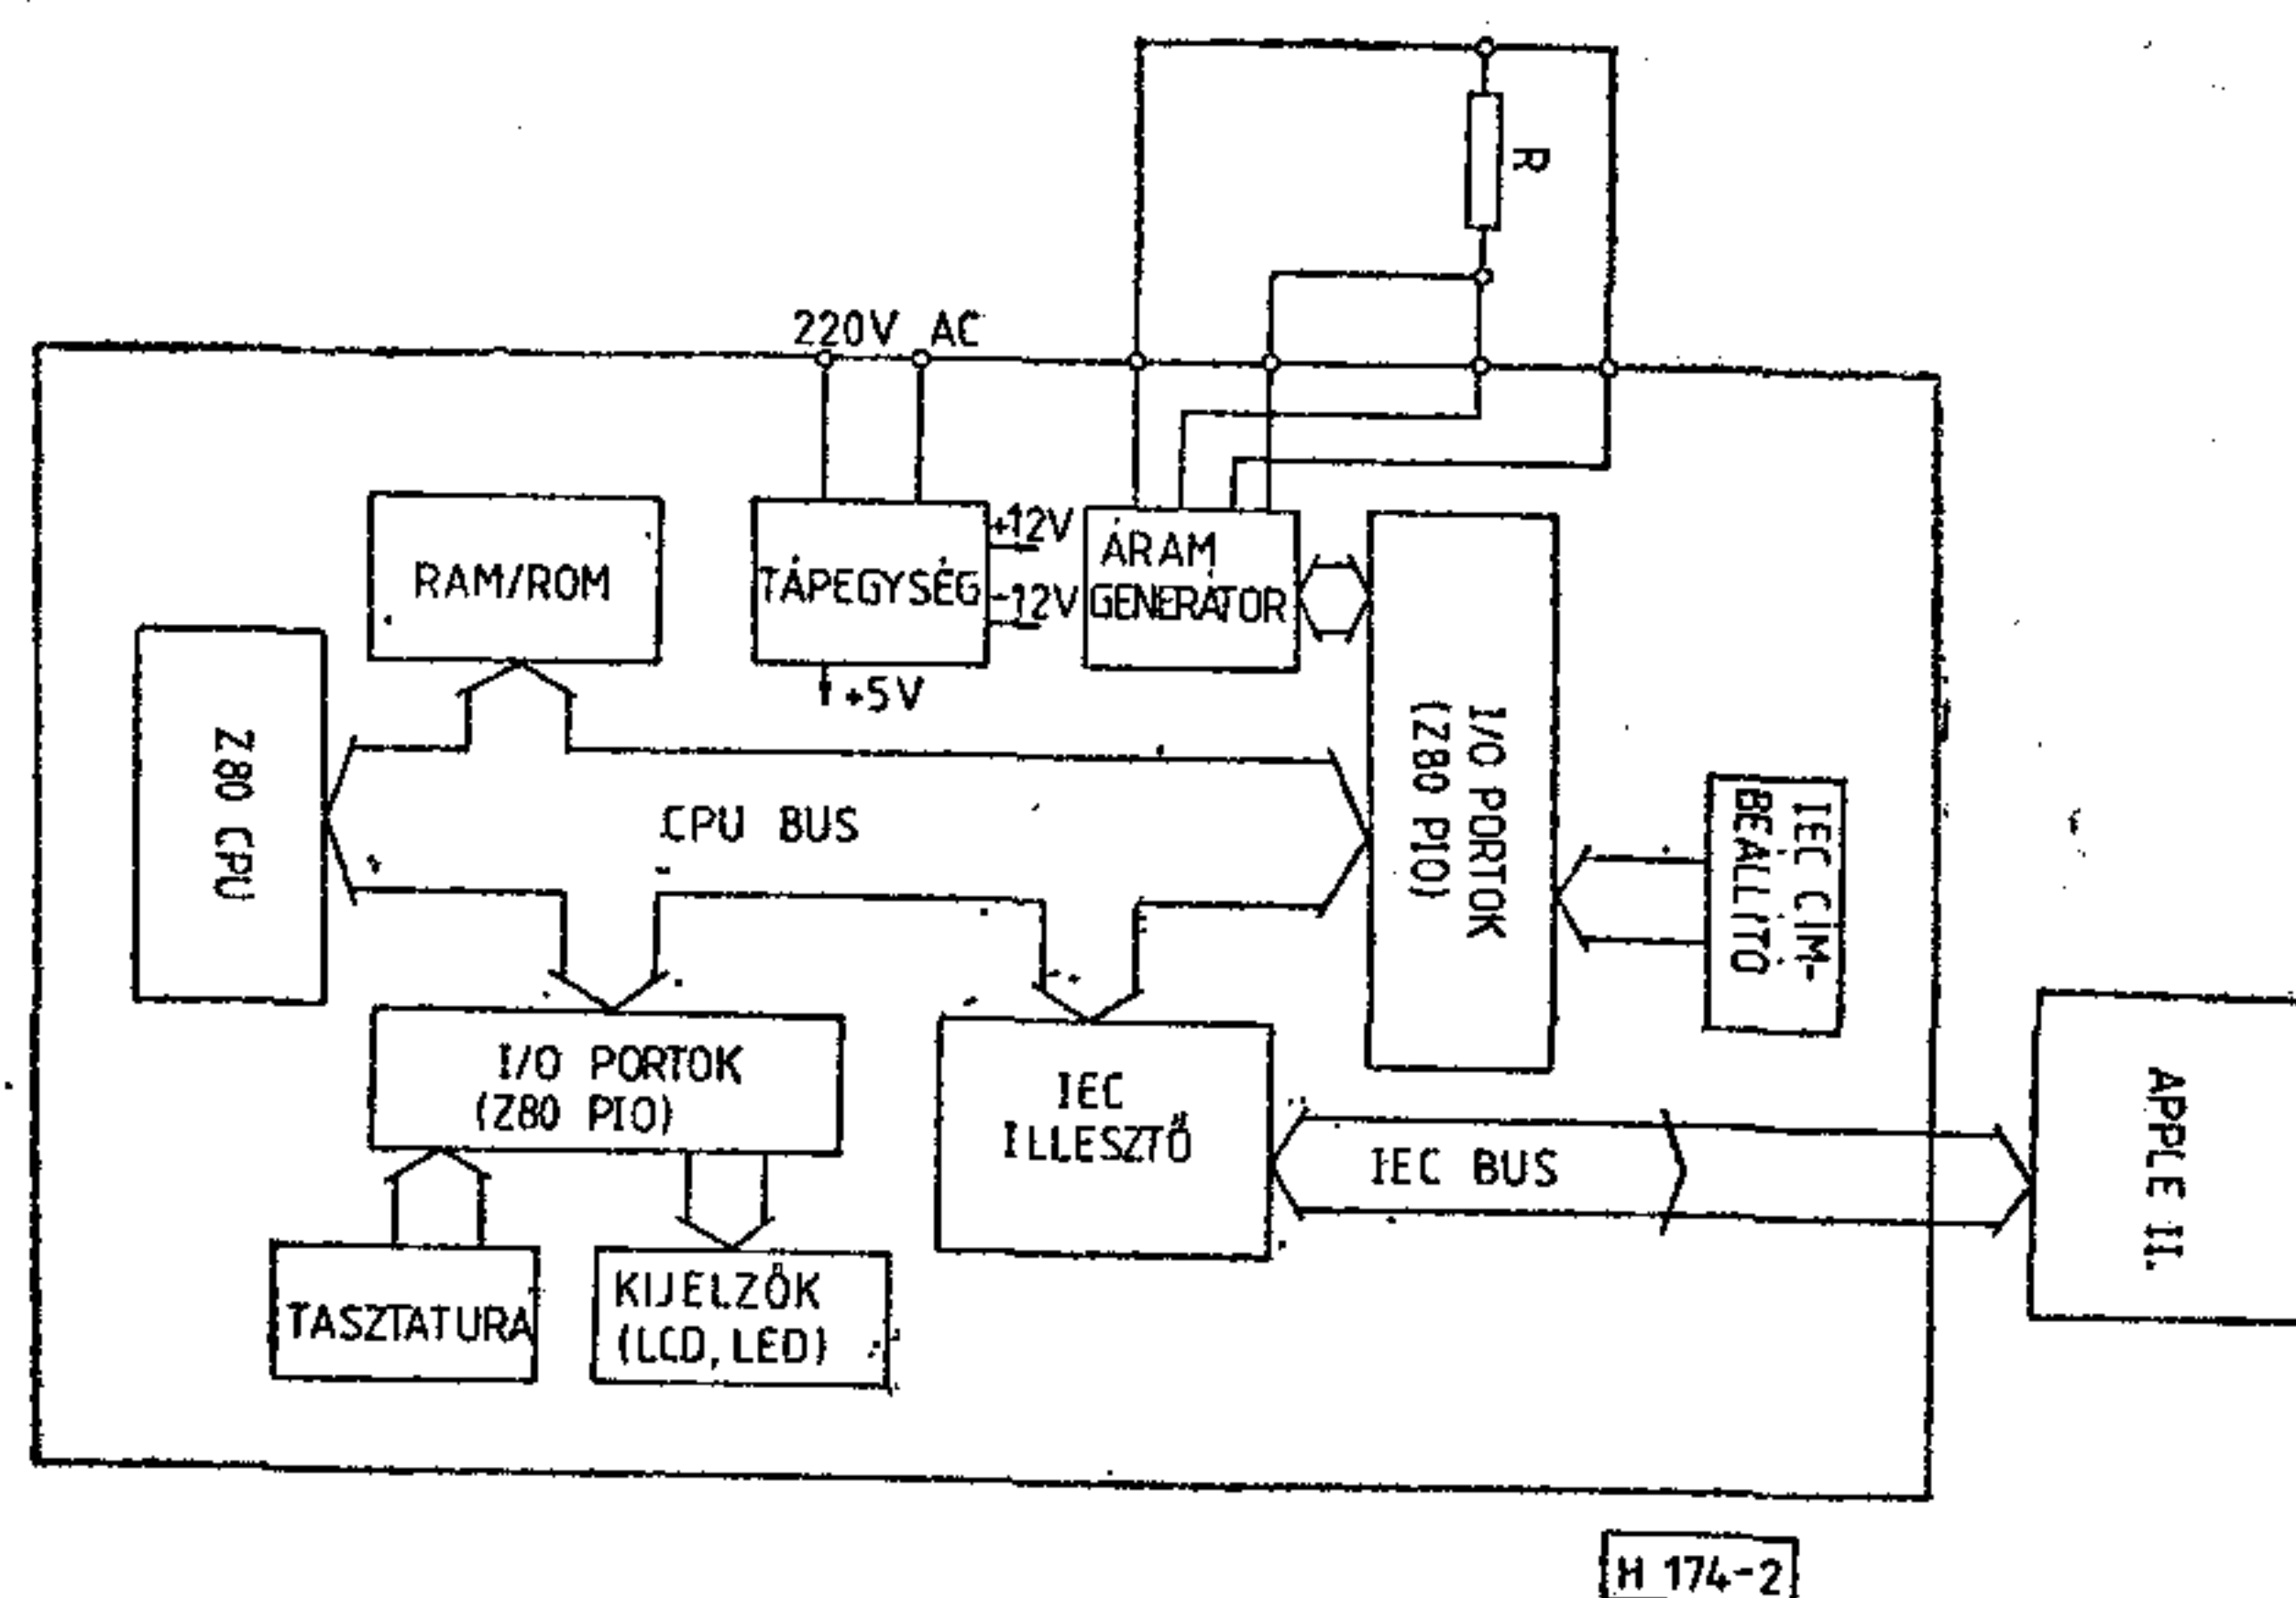 R
220V AC
RAM/ROM
TÁPEGYSÉG
+12V
-12V
+5V
ÁRAM
GENERÁTOR
Z80 CPU
CPU BUS
I/O PORTOK
(Z80 PIO)
IEC CÍM-
BEÁLLÍTÓ
I/O PORTOK
(Z80 PIO)
IEC
ILLESZTŐ
IEC BUS
APPLE II.
TASZTATURA
KIJELZŐK
(LCD, LED)
H 174-2